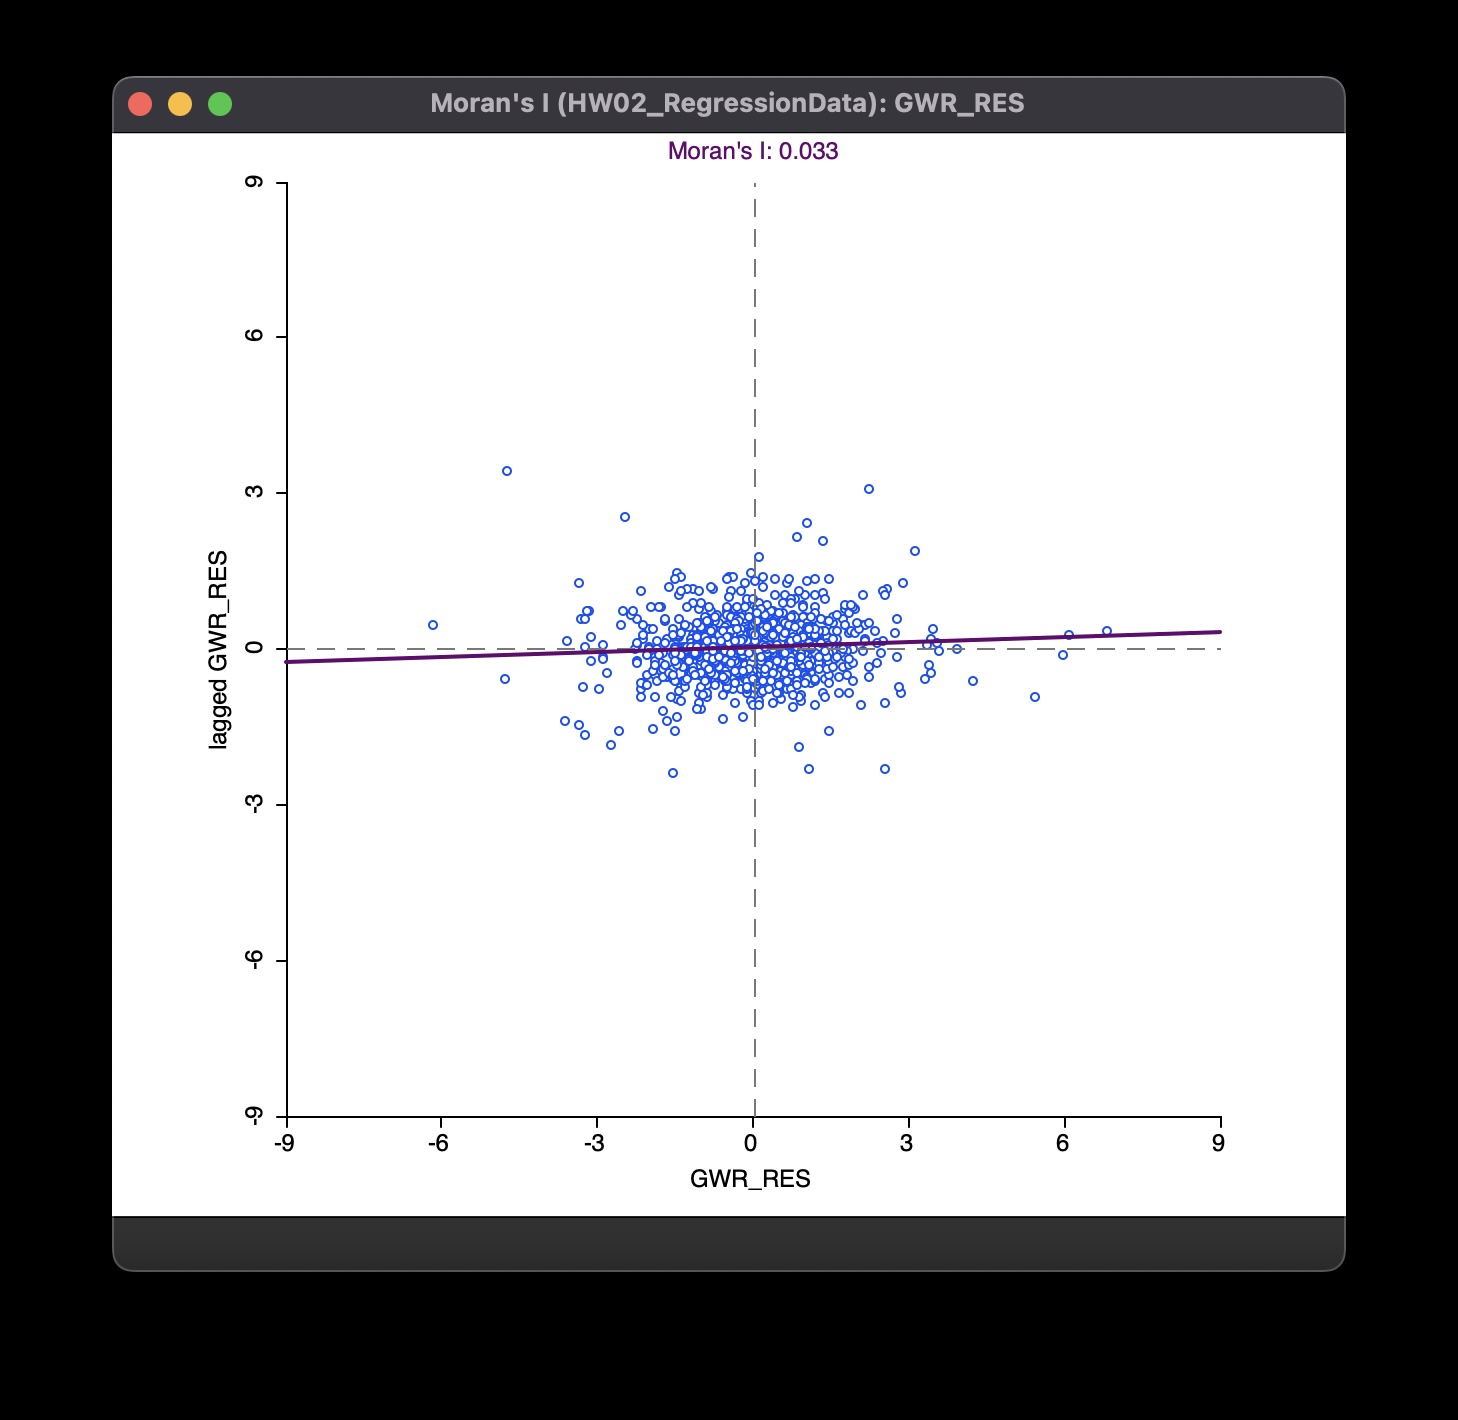 Moran's I (HW02_RegressionData): GWR_RES
Moran's I: 0.033
9
6
3
0
-3
-6
-9
lagged GWR_RES
-9 -6 -3 0 3 6 9
GWR_RES